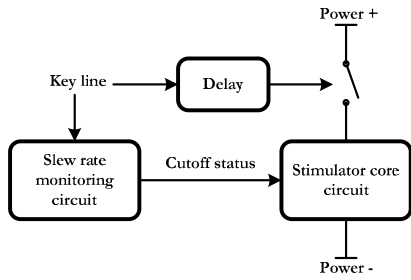 Power +
Key line
Delay
Slew rate
monitoring
circuit
Cutoff status
Stimulator core
circuit
Power -